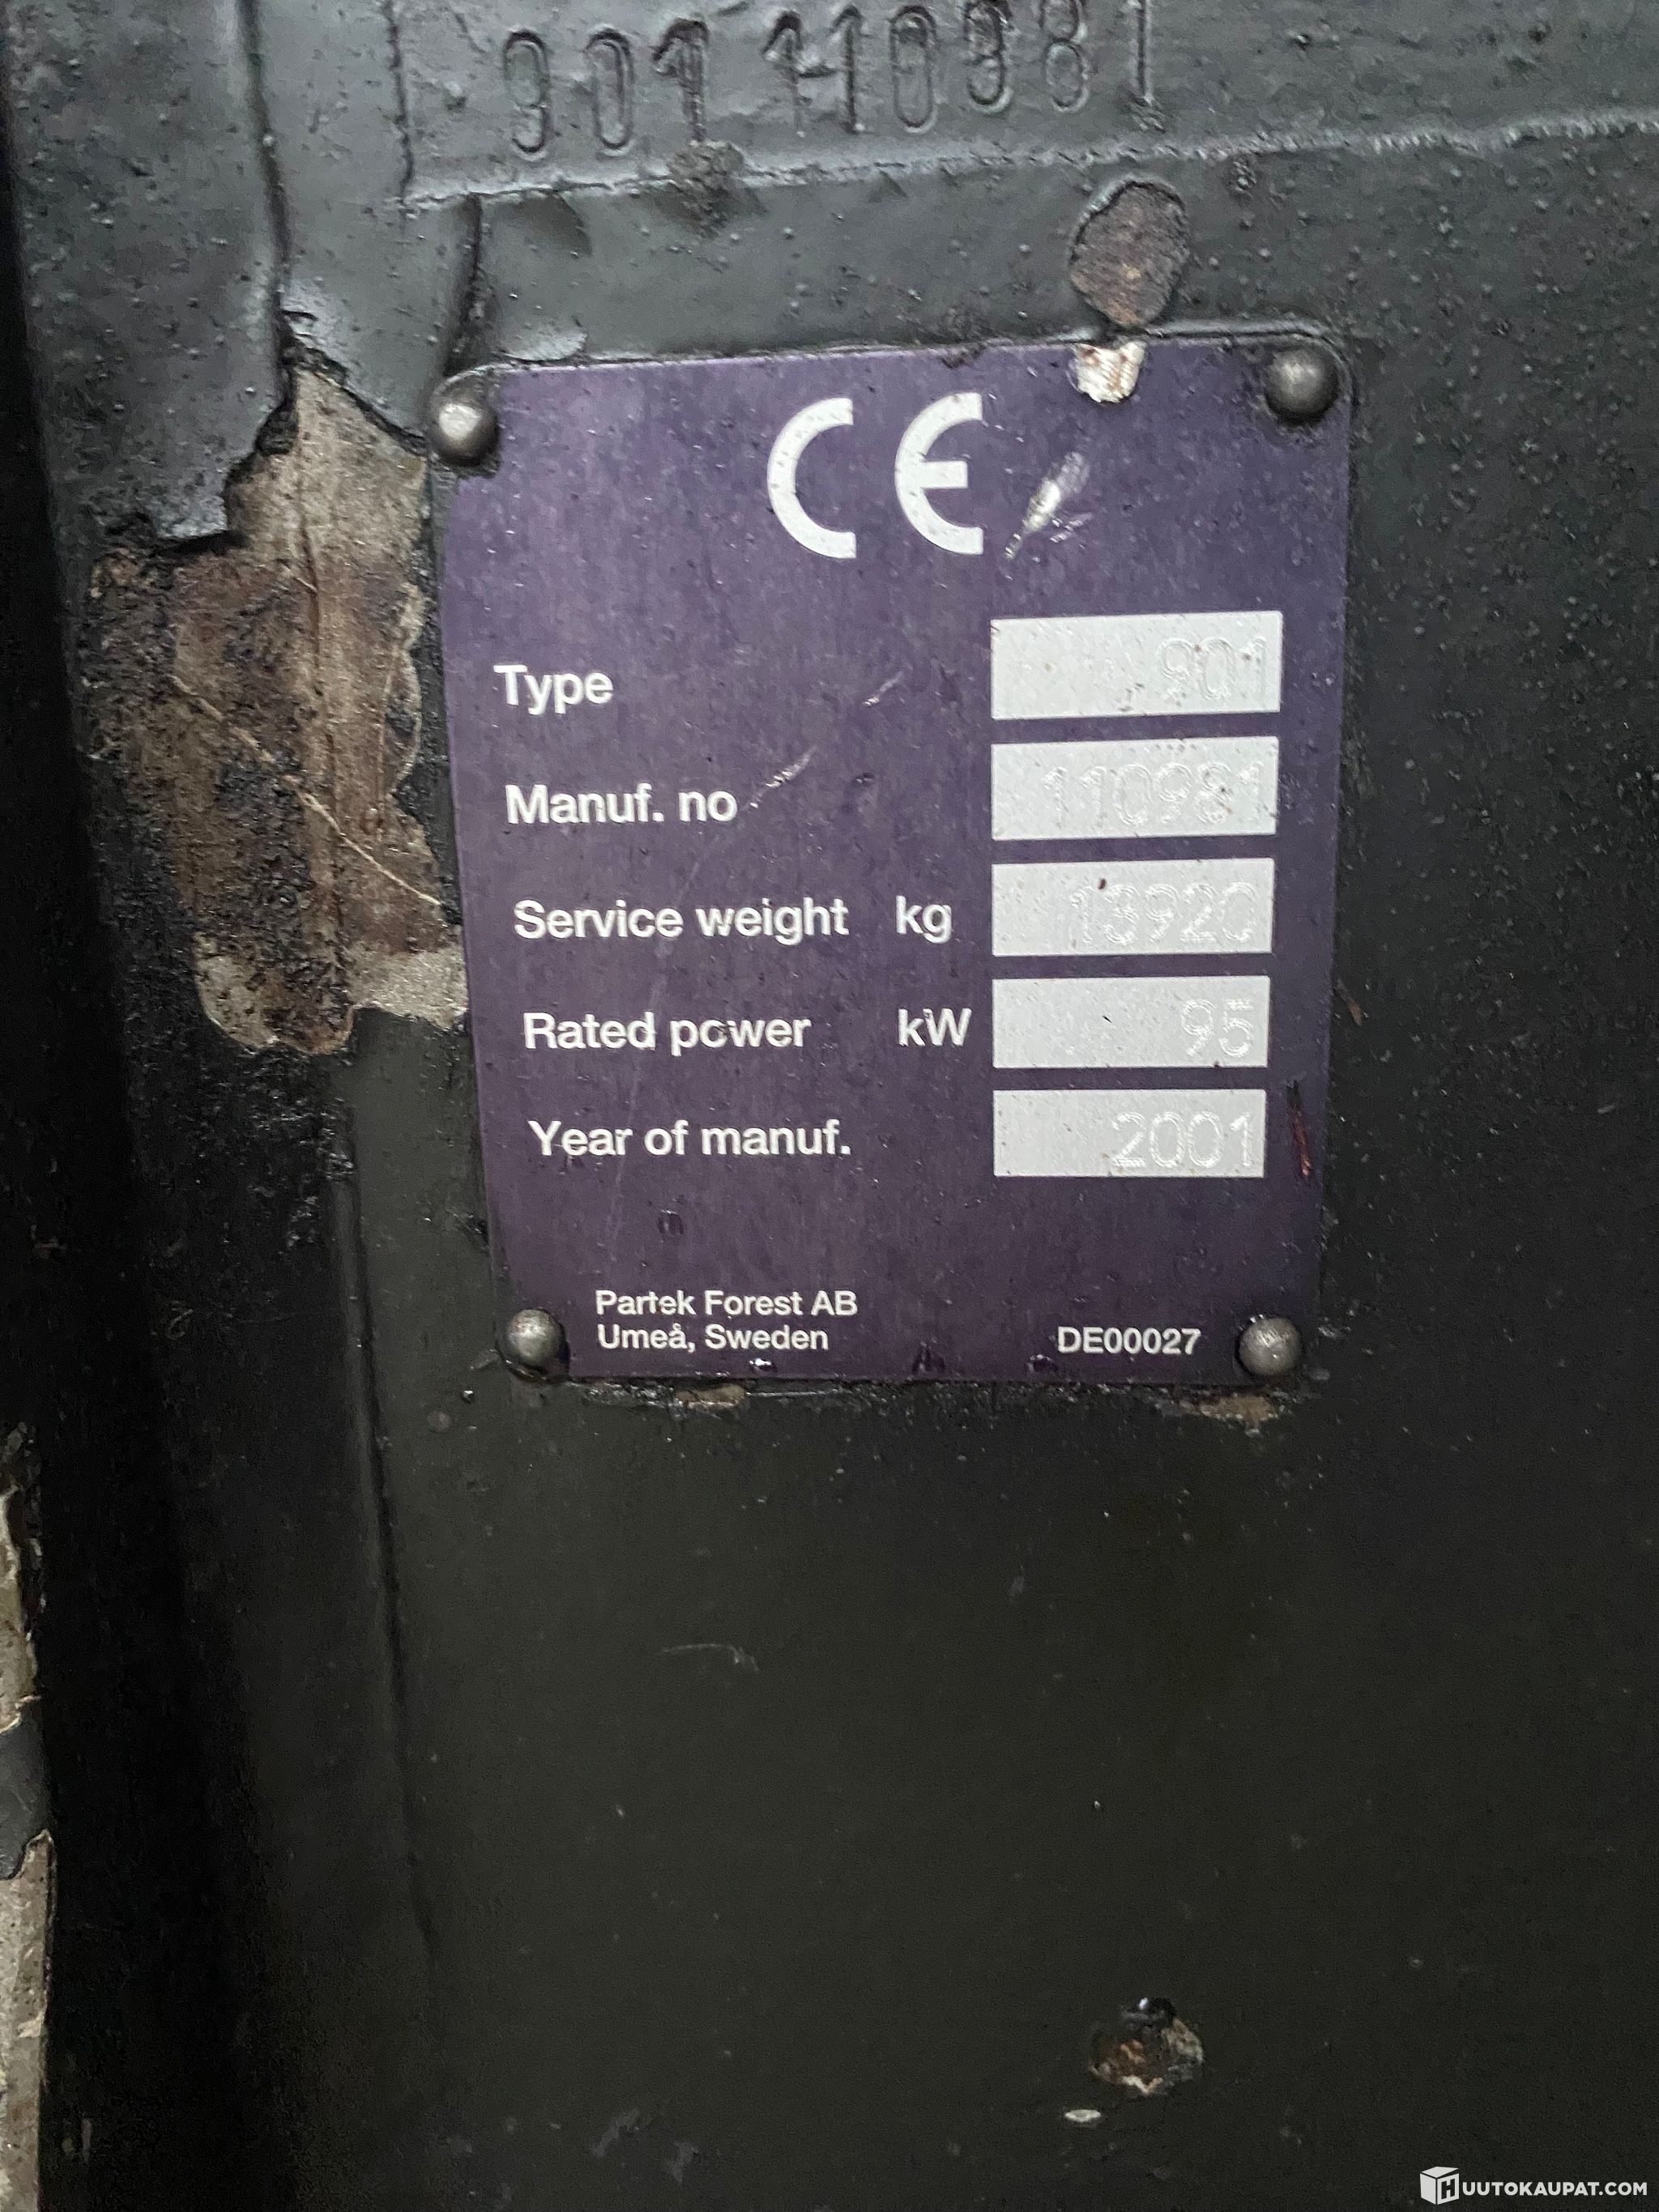 901 110981
CE
Type 901
Manuf. no 110981
Service weight kg 13920
Rated power kW 95
Year of manuf. 2001
Partek Forest AB
Umeå, Sweden DE00027
HUUTOKAUPAT.COM